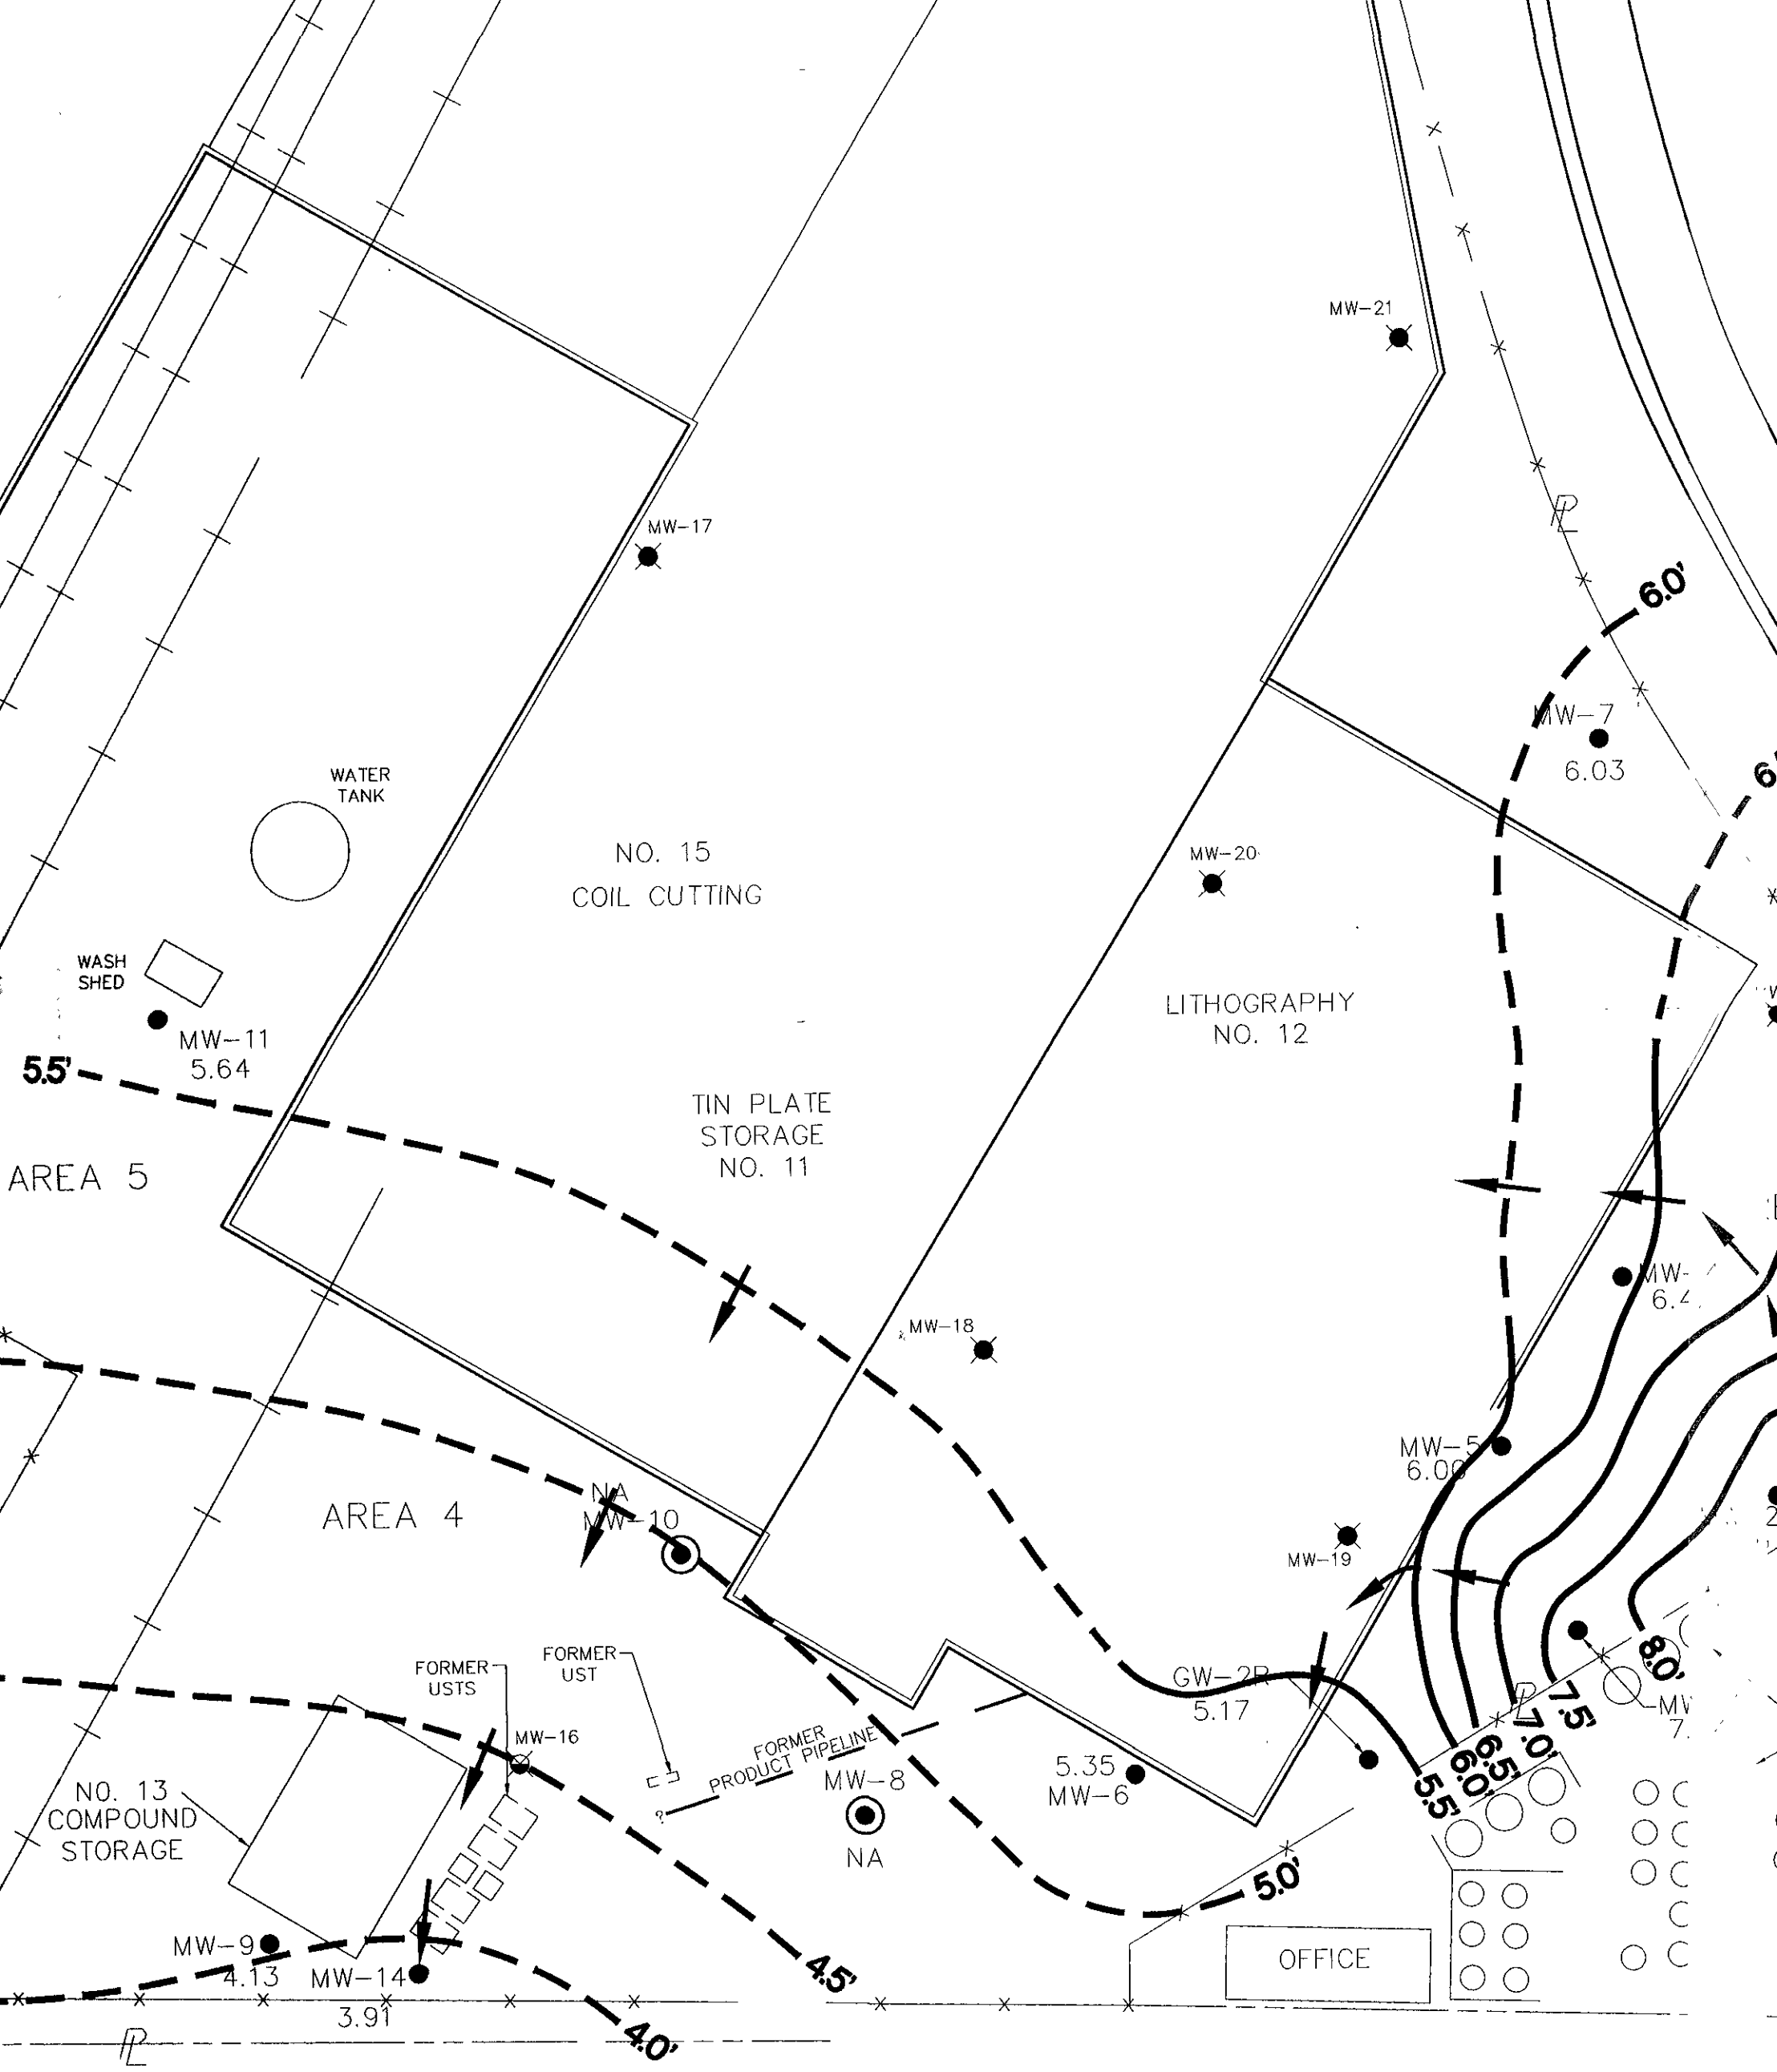 MW-21
MW-17
6.0'
MW-7
6.03
WATER
TANK
NO. 15
COIL CUTTING
MW-20
WASH
SHED
LITHOGRAPHY
NO. 12
MW-11
5.64
5.5'
TIN PLATE
STORAGE
NO. 11
AREA 5
MW-18
MW-5
6.00
NA
MW-10
AREA 4
MW-19
FORMER
USTS
FORMER
UST
GW-2R
5.17
8.0'
7.5'
7.0'
6.5'
6.0'
5.5'
MW-16
FORMER
PRODUCT PIPELINE
?
5.35
MW-6
MW-8
NA
NO. 13
COMPOUND
STORAGE
5.0'
MW-9
4.13
MW-14
3.91
4.5'
OFFICE
4.0'
PL
PL
PL